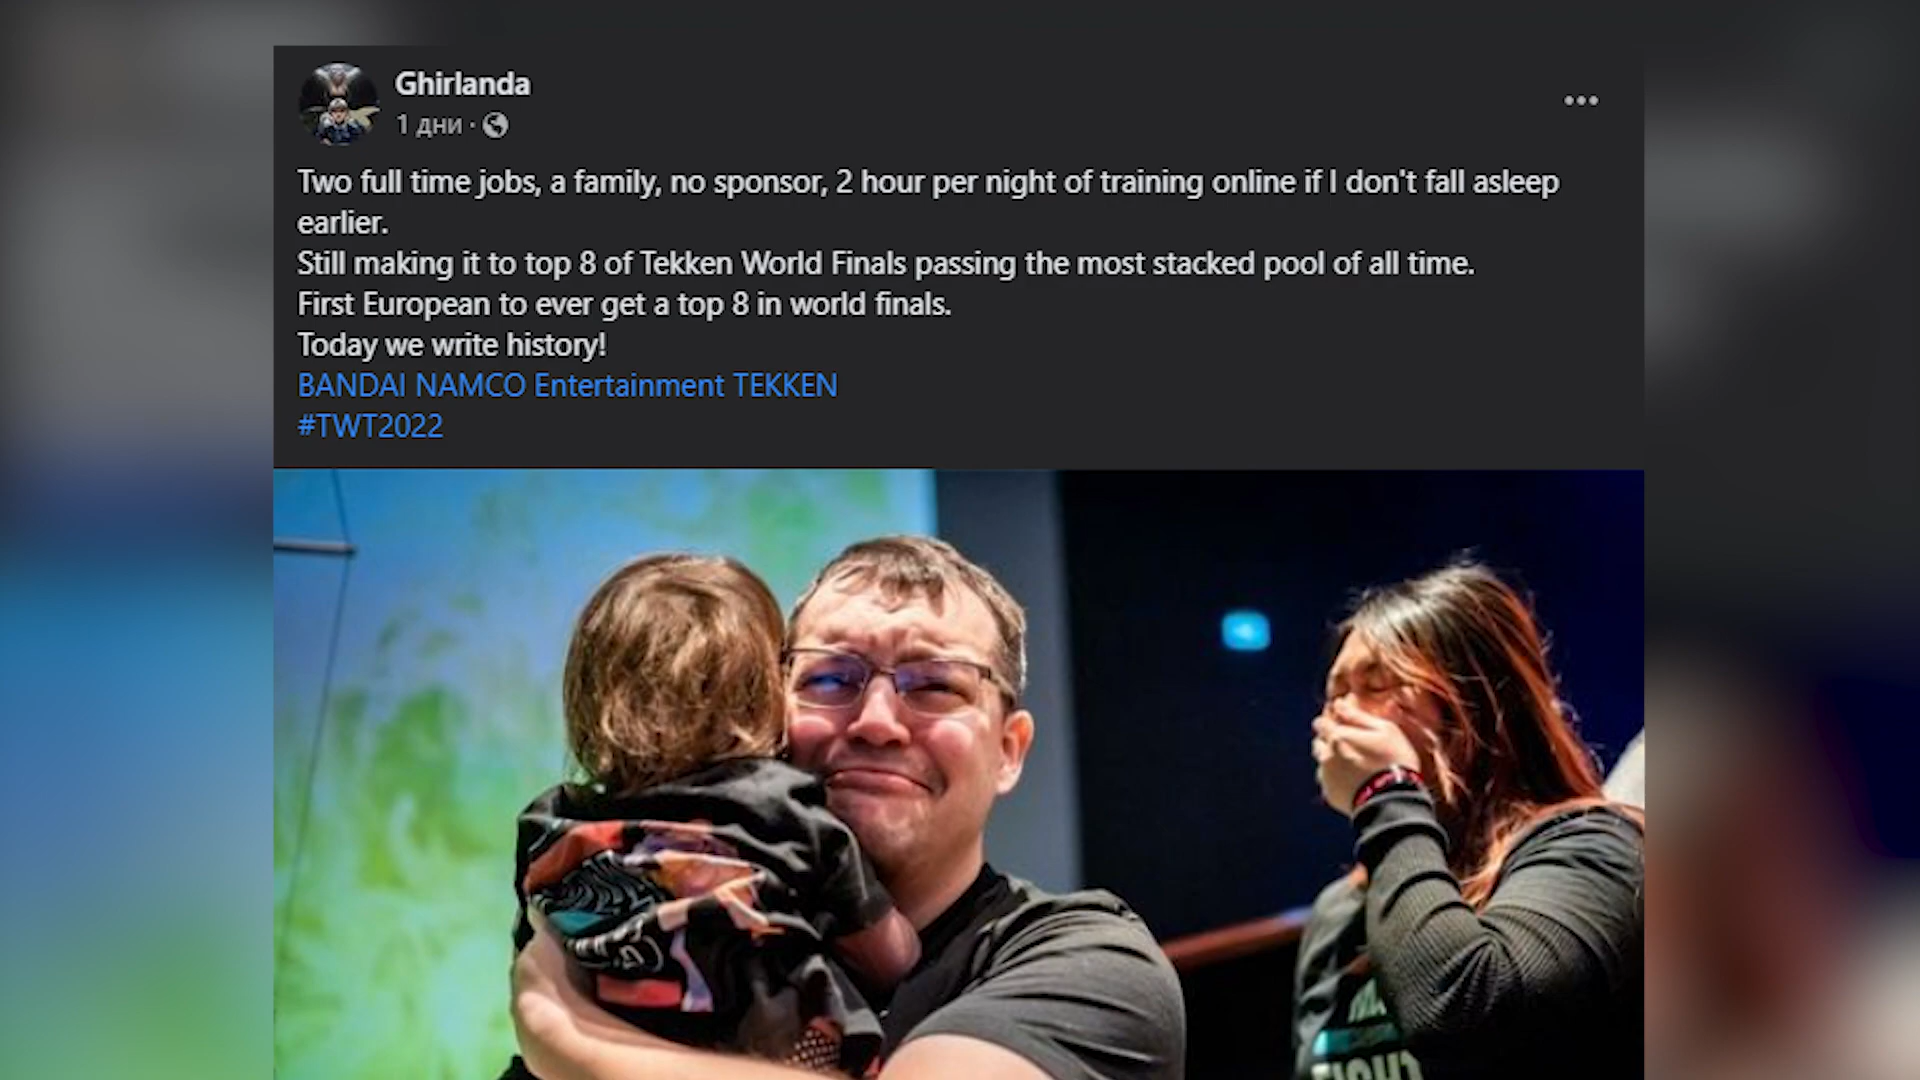 Ghirlanda
1 дни ·
Two full time jobs, a family, no sponsor, 2 hour per night of training online if I don't fall asleep
earlier.
Still making it to top 8 of Tekken World Finals passing the most stacked pool of all time.
First European to ever get a top 8 in world finals.
Today we write history!
BANDAI NAMCO Entertainment TEKKEN
#TWT2022